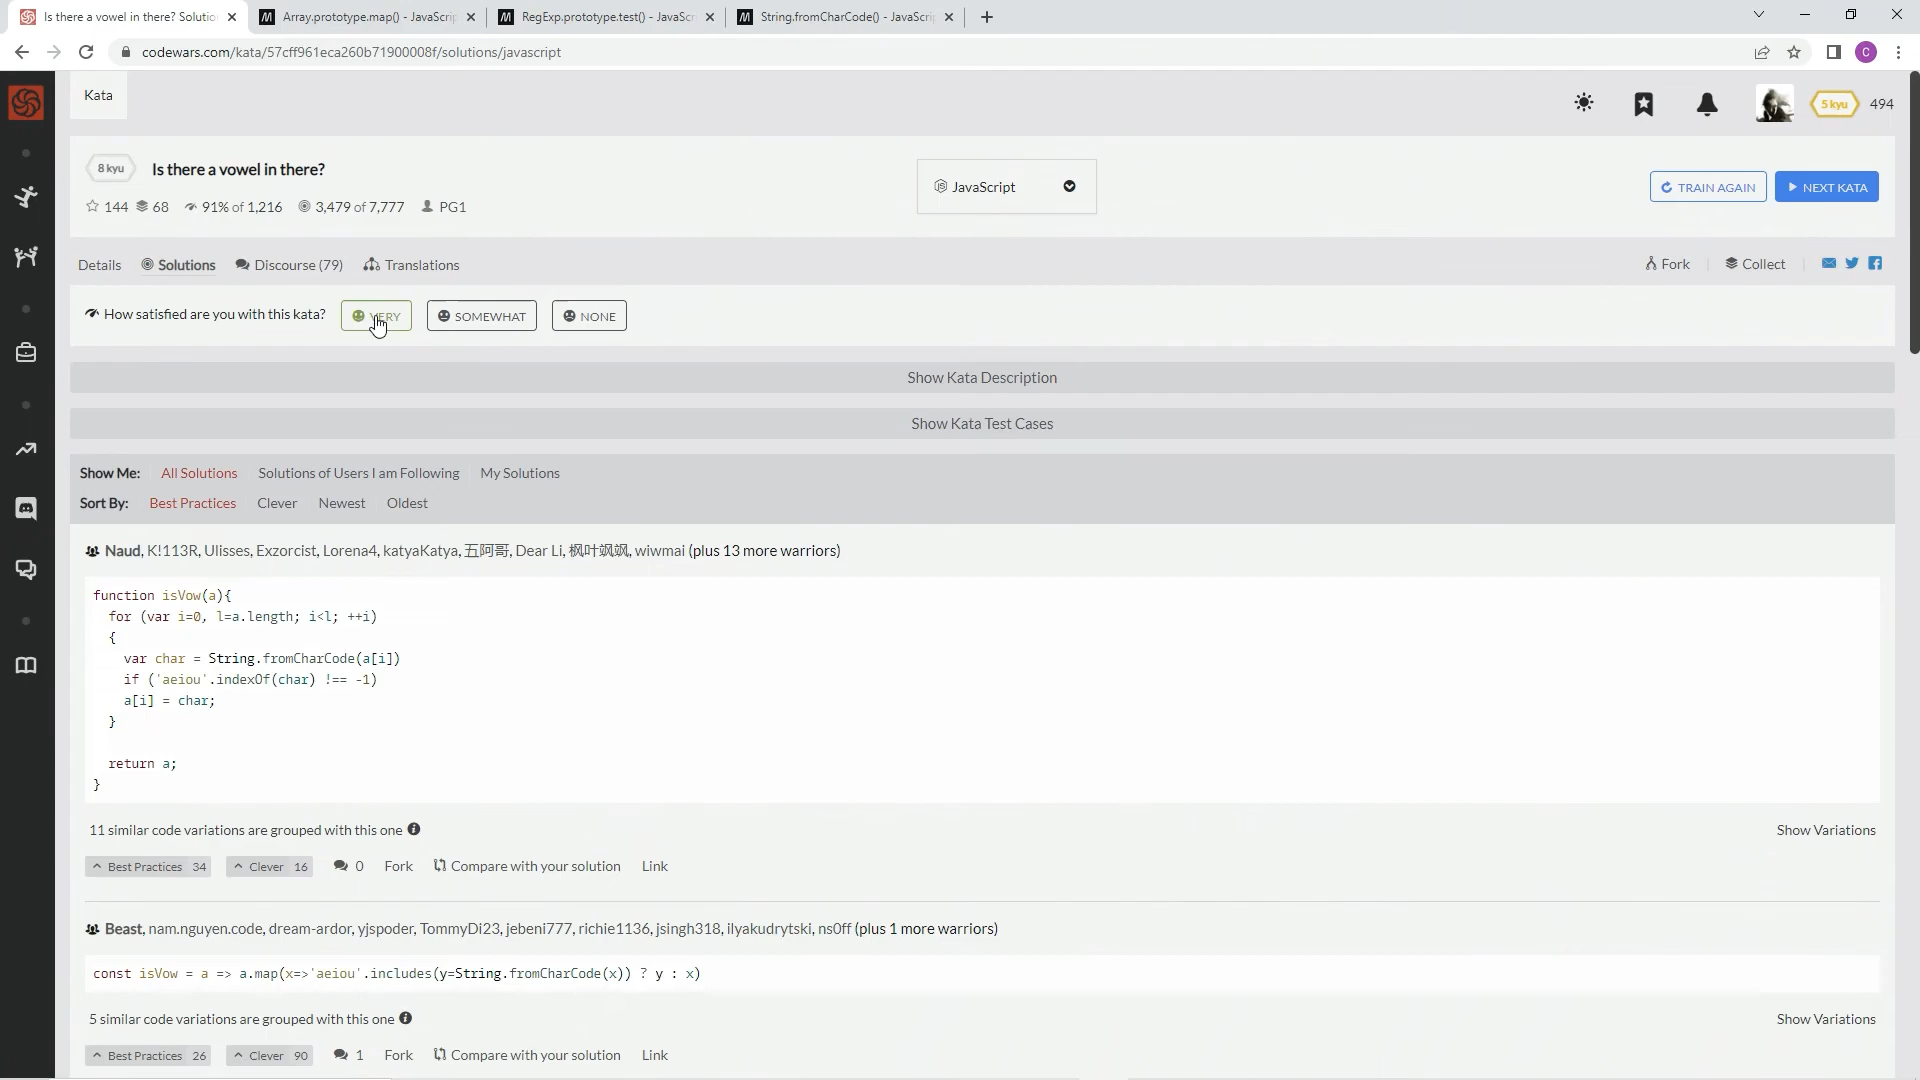 Is there a vowel in there? Solutio
Array.prototype.map() - JavaScrip
RegExp.prototype.test() - JavaScr
String.fromCharCode() - JavaScrip
codewars.com/kata/57cff961eca260b71900008f/solutions/javascript
C
Kata
5 kyu 494
8 kyu Is there a vowel in there?
JavaScript
TRAIN AGAIN NEXT KATA
144 68 91% of 1,216 3,479 of 7,777 PG1
Details Solutions Discourse (79) Translations
Fork Collect
How satisfied are you with this kata? VERY SOMEWHAT NONE
Show Kata Description
Show Kata Test Cases
Show Me: All Solutions Solutions of Users I am Following My Solutions
Sort By: Best Practices Clever Newest Oldest
Naud, K!113R, Ulisses, Exzorcist, Lorena4, katyaKatya, 五阿哥, Dear Li, 枫叶飒飒, wiwmai (plus 13 more warriors)
function isVow(a){
for (var i=0, l=a.length; i<l; ++i)
{
var char = String.fromCharCode(a[i])
if ('aeiou'.indexOf(char) !== -1)
a[i] = char;
}
return a;
}
11 similar code variations are grouped with this one
Show Variations
Best Practices 34 Clever 16 0 Fork Compare with your solution Link
Beast, nam.nguyen.code, dream-ardor, yjspoder, TommyDi23, jebeni777, richie1136, jsingh318, ilyakudrytski, ns0ff (plus 1 more warriors)
const isVow = a => a.map(x=>'aeiou'.includes(y=String.fromCharCode(x)) ? y : x)
5 similar code variations are grouped with this one
Show Variations
Best Practices 26 Clever 90 1 Fork Compare with your solution Link